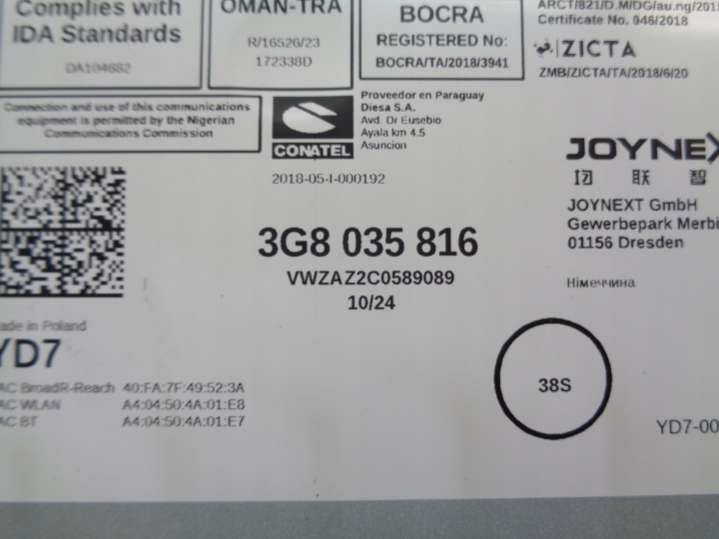 Complies with
IDA Standards
DA104682
OMAN-TRA
R/16526/23
172338D
BOCRA
REGISTERED No:
BOCRA/TA/2018/3941
ARCT/821/D.M/DG/au.ng/201
Certificate No. 046/2018
ZICTA
ZMB/ZICTA/TA/2018/6/20
Connection and use of this communications
equipment is permitted by the Nigerian
Communications Commission
CONATEL
2018-05-I-000192
Proveedor en Paraguay
Diesa S.A.
Avd. Dr Eusebio
Ayala km 4.5
Asuncion
JOYNEX
联 智
JOYNEXT GmbH
Gewerbepark Merbi
01156 Dresden
Німеччина
3G8 035 816
VWZAZ2C0589089
10/24
ade in Poland
YD7
AC BroadR-Reach 40:FA:7F:49:52:3A
AC WLAN A4:04:50:4A:01:E8
AC BT A4:04:50:4A:01:E7
38S
YD7-00